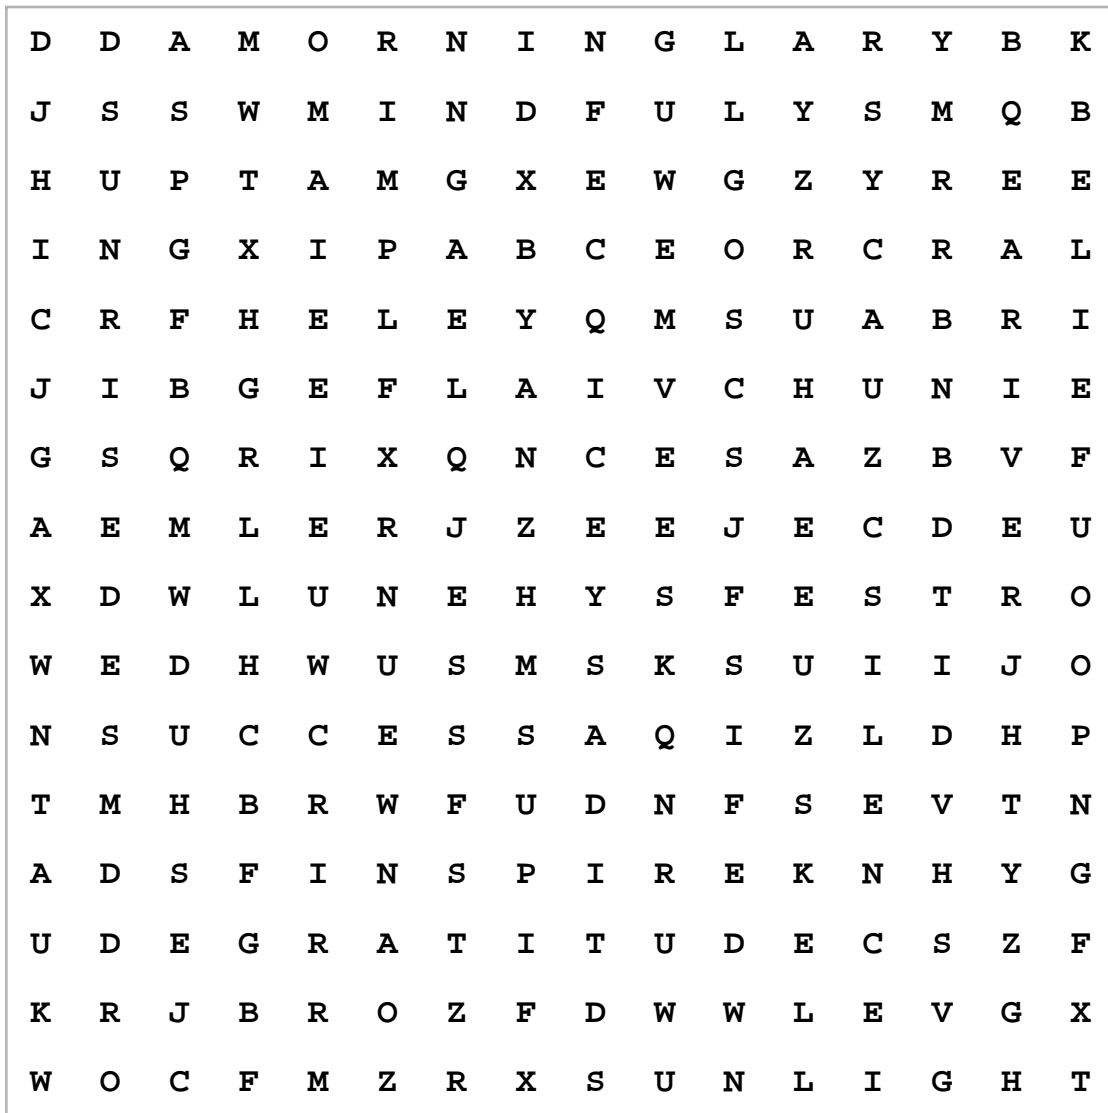 D D A M O R N I N G L A R Y B K
J S S W M I N D F U L Y S M Q B
H U P T A M G X E W G Z Y R E E
I N G X I P A B C E O R C R A L
C R F H E L E Y Q M S U A B R I
J I B G E F L A I V C H U N I E
G S Q R I X Q N C E S A Z B V F
A E M L E R J Z E E J E C D E U
X D W L U N E H Y S F E S T R O
W E D H W U S M S K S U I I J O
N S U C C E S S A Q I Z L D H P
T M H B R W F U D N F S E V T N
A D S F I N S P I R E K N H Y G
U D E G R A T I T U D E C S Z F
K R J B R O Z F D W W L E V G X
W O C F M Z R X S U N L I G H T